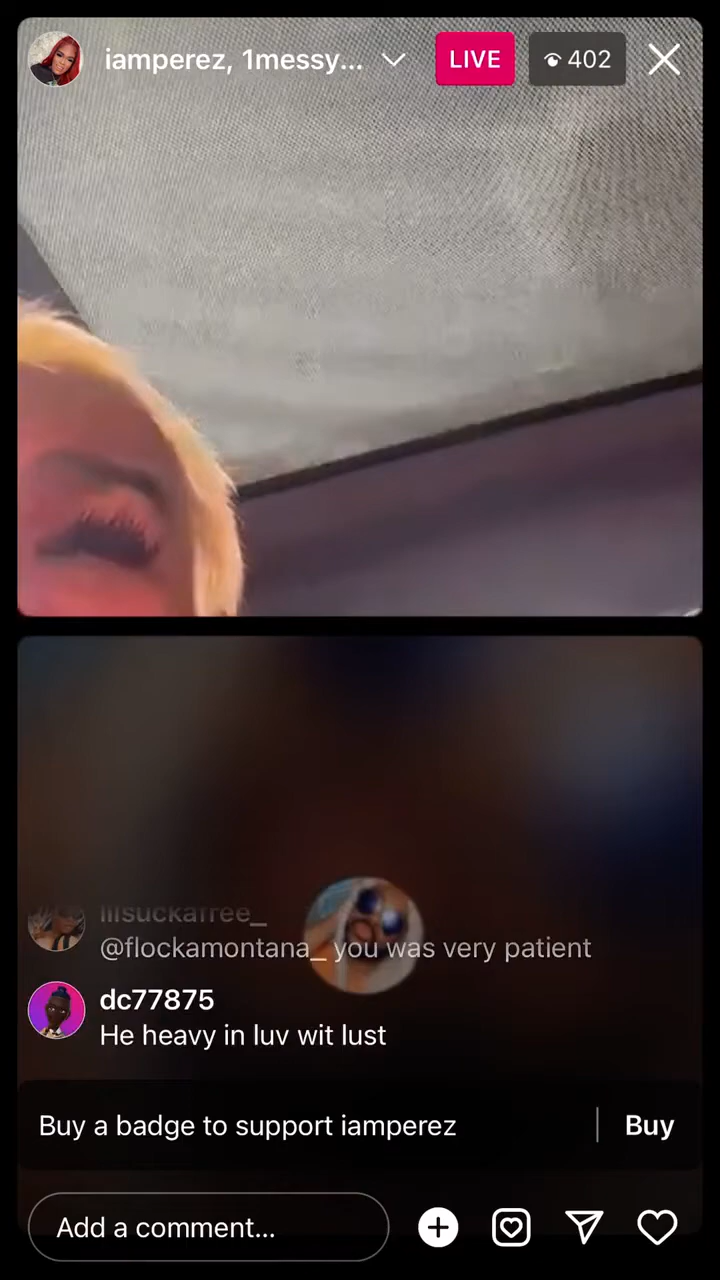 iamperez, 1messy...
LIVE
402
lilsuckafree_
@flockamontana_ you was very patient
dc77875
He heavy in luv wit lust
Buy a badge to support iamperez
Buy
Add a comment...